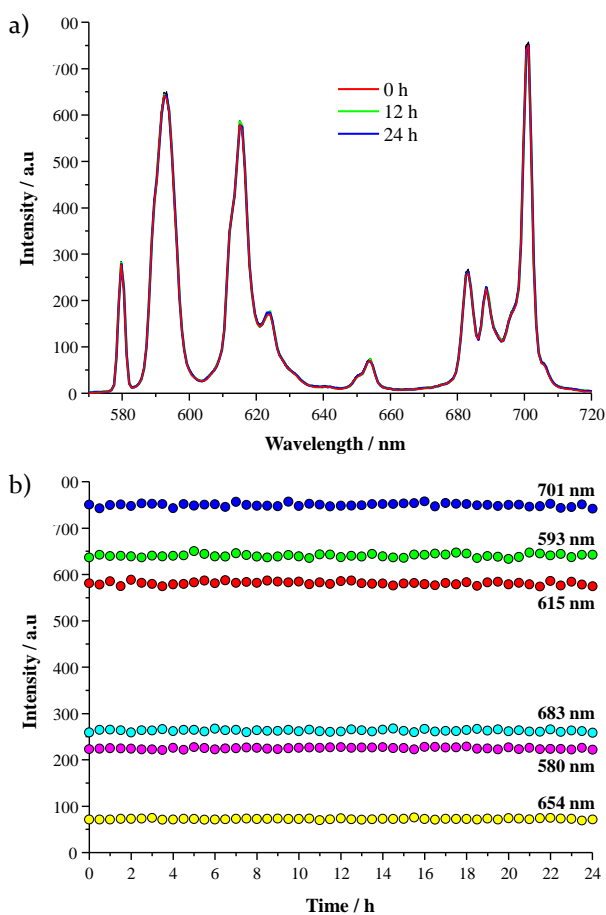 a)
00
700
600
500
400
300
200
100
0
Intensity / a.u
0 h
12 h
24 h
580 600 620 640 660 680 700 720
Wavelength / nm
b)
00
700
600
500
400
300
200
100
0
Intensity / a.u
701 nm
593 nm
615 nm
683 nm
580 nm
654 nm
0 2 4 6 8 10 12 14 16 18 20 22 24
Time / h